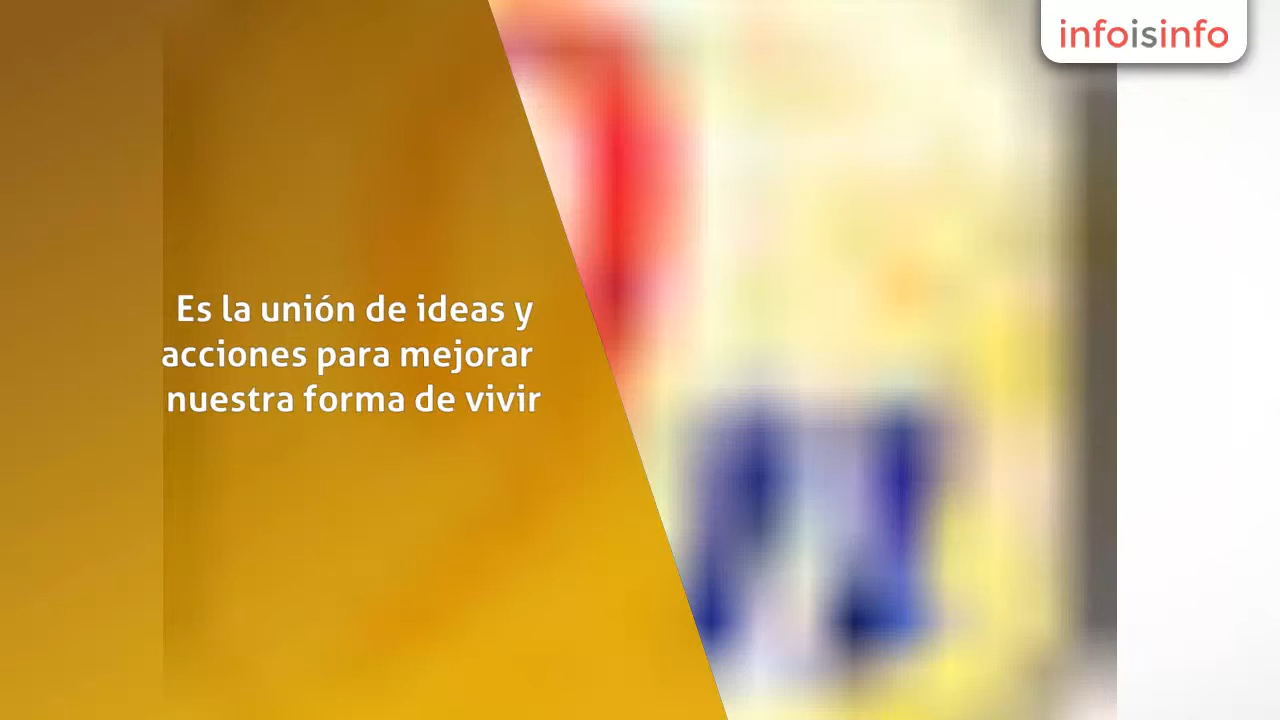 infoisinfo
Es la unión de ideas y
acciones para mejorar
nuestra forma de vivir